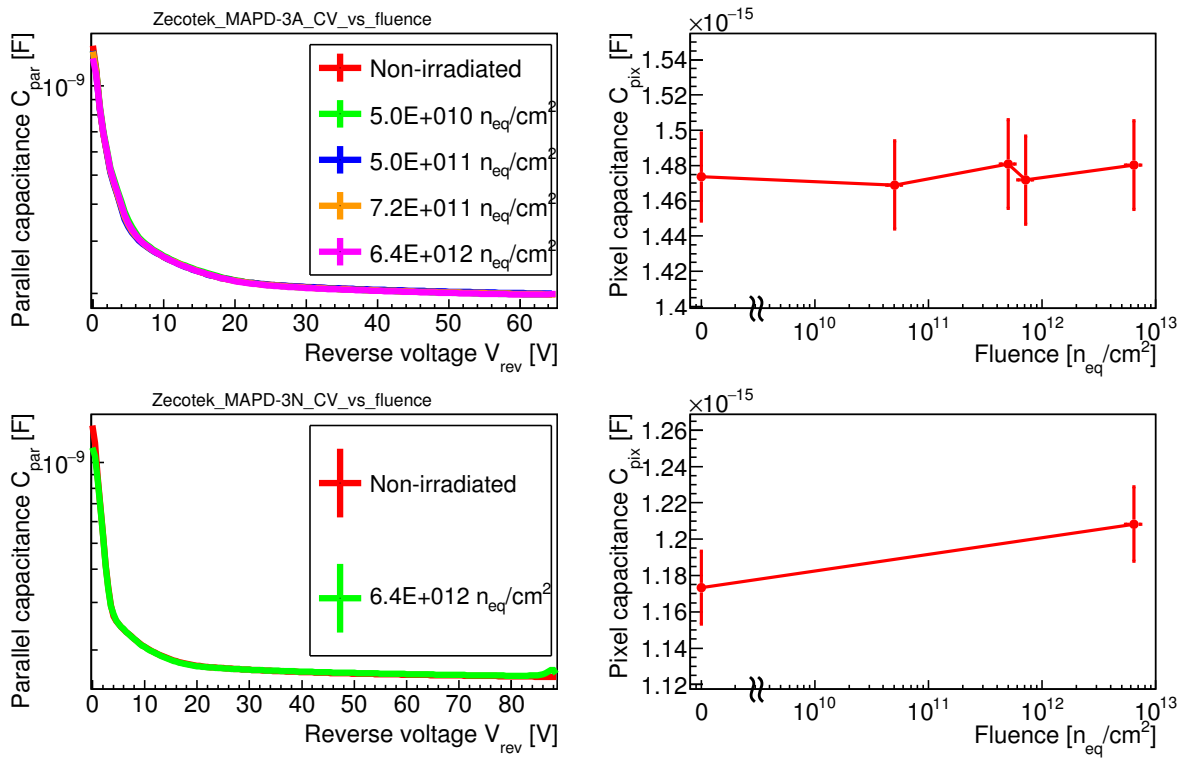 Zecotek_MAPD-3A_CV_vs_fluence
Parallel capacitance C_par [F]
10^-9
Non-irradiated
5.0E+010 n_eq/cm^2
5.0E+011 n_eq/cm^2
7.2E+011 n_eq/cm^2
6.4E+012 n_eq/cm^2
0 10 20 30 40 50 60
Reverse voltage V_rev [V]
×10^-15
Pixel capacitance C_pix [F]
1.54
1.5
1.48
1.46
1.44
1.42
1.4
0 10^10 10^11 10^12 10^13
Fluence [n_eq/cm^2]
Zecotek_MAPD-3N_CV_vs_fluence
Parallel capacitance C_par [F]
10^-9
Non-irradiated
6.4E+012 n_eq/cm^2
0 10 20 30 40 50 60 70 80
Reverse voltage V_rev [V]
×10^-15
Pixel capacitance C_pix [F]
1.26
1.24
1.22
1.2
1.18
1.16
1.14
1.12
0 10^10 10^11 10^12 10^13
Fluence [n_eq/cm^2]